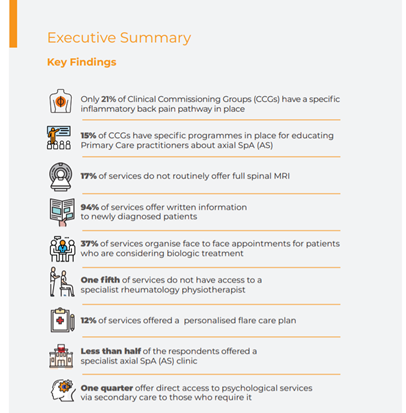 Executive Summary
Key Findings
Only 21% of Clinical Commissioning Groups (CCGs) have a specific
inflammatory back pain pathway in place
15% of CCGs have specific programmes in place for educating
Primary Care practitioners about axial SpA (AS)
17% of services do not routinely offer full spinal MRI
94% of services offer written information
to newly diagnosed patients
37% of services organise face to face appointments for patients
who are considering biologic treatment
One fifth of services do not have access to a
specialist rheumatology physiotherapist
12% of services offered a personalised flare care plan
Less than half of the respondents offered a
specialist axial SpA (AS) clinic
One quarter offer direct access to psychological services
via secondary care to those who require it